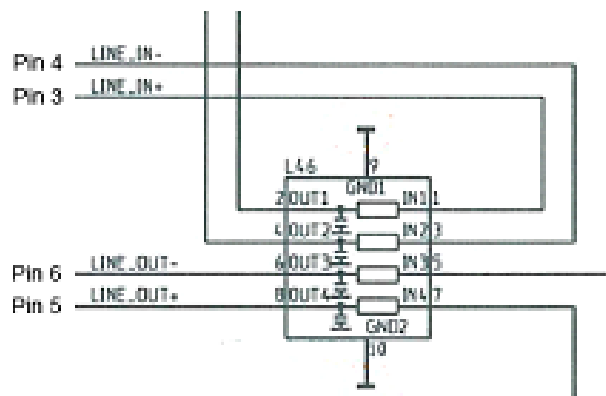 Pin 4 LINE_IN-
Pin 3 LINE_IN+
L46 9
GND1
2 OUT1 IN1 1
4 OUT2 IN2 3
Pin 6 LINE_OUT- 6 OUT3 IN3 5
Pin 5 LINE_OUT+ 8 OUT4 IN4 7
GND2
10